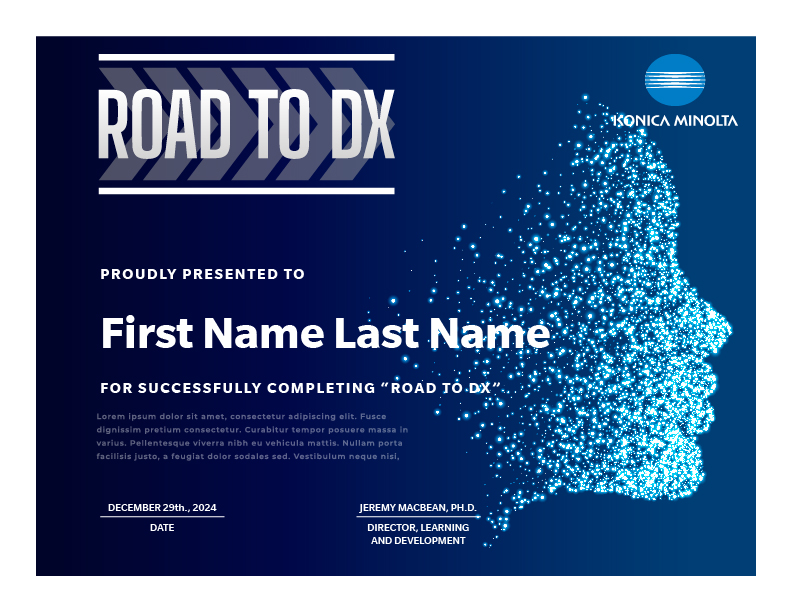 ROAD TO DX
KONICA MINOLTA
PROUDLY PRESENTED TO
First Name Last Name
FOR SUCCESSFULLY COMPLETING “ROAD TO DX”
Lorem ipsum dolor sit amet, consectetur adipiscing elit. Fusce
dignissim pretium consectetur. Curabitur tempor posuere massa in
varius. Pellentesque viverra nibh eu vehicula mattis. Nullam porta
facilisis justo, a feugiat dolor sodales sed. Vestibulum neque nisi,
DECEMBER 29th., 2024
DATE
JEREMY MACBEAN, PH.D.
DIRECTOR, LEARNING
AND DEVELOPMENT